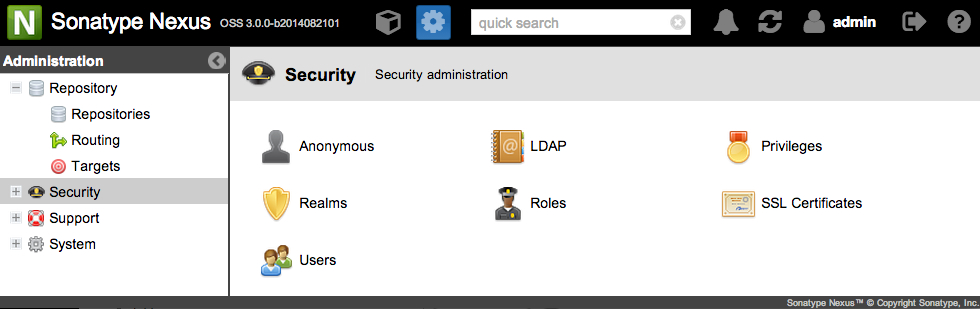 N Sonatype Nexus OSS 3.0.0-b2014082101 quick search admin
Administration
Security Security administration
Repository
Repositories
Routing
Targets
Security
Support
System
Anonymous LDAP Privileges
Realms Roles SSL Certificates
Users
Sonatype Nexus™ © Copyright Sonatype, Inc.